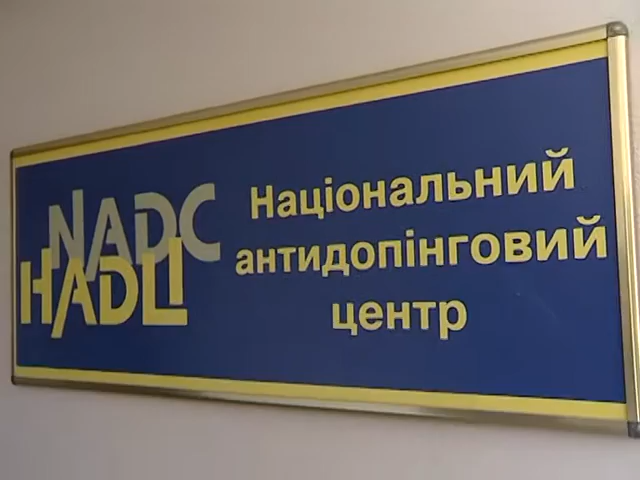 NADC
НАДЦ
Національний
антидопінговий
центр